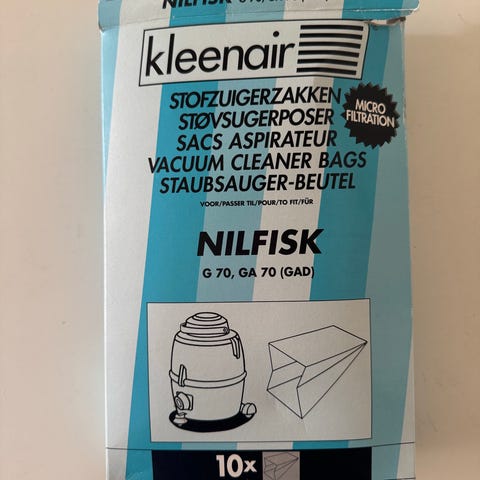 NILFISK
kleenair
STOFZUIGERZAKKEN
STØVSUGERPOSER
SACS ASPIRATEUR
VACUUM CLEANER BAGS
STAUBSAUGER-BEUTEL
MICRO
FILTRATION
VOOR/PASSER TIL/POUR/TO FIT/FÜR
NILFISK
G 70, GA 70 (GAD)
10x